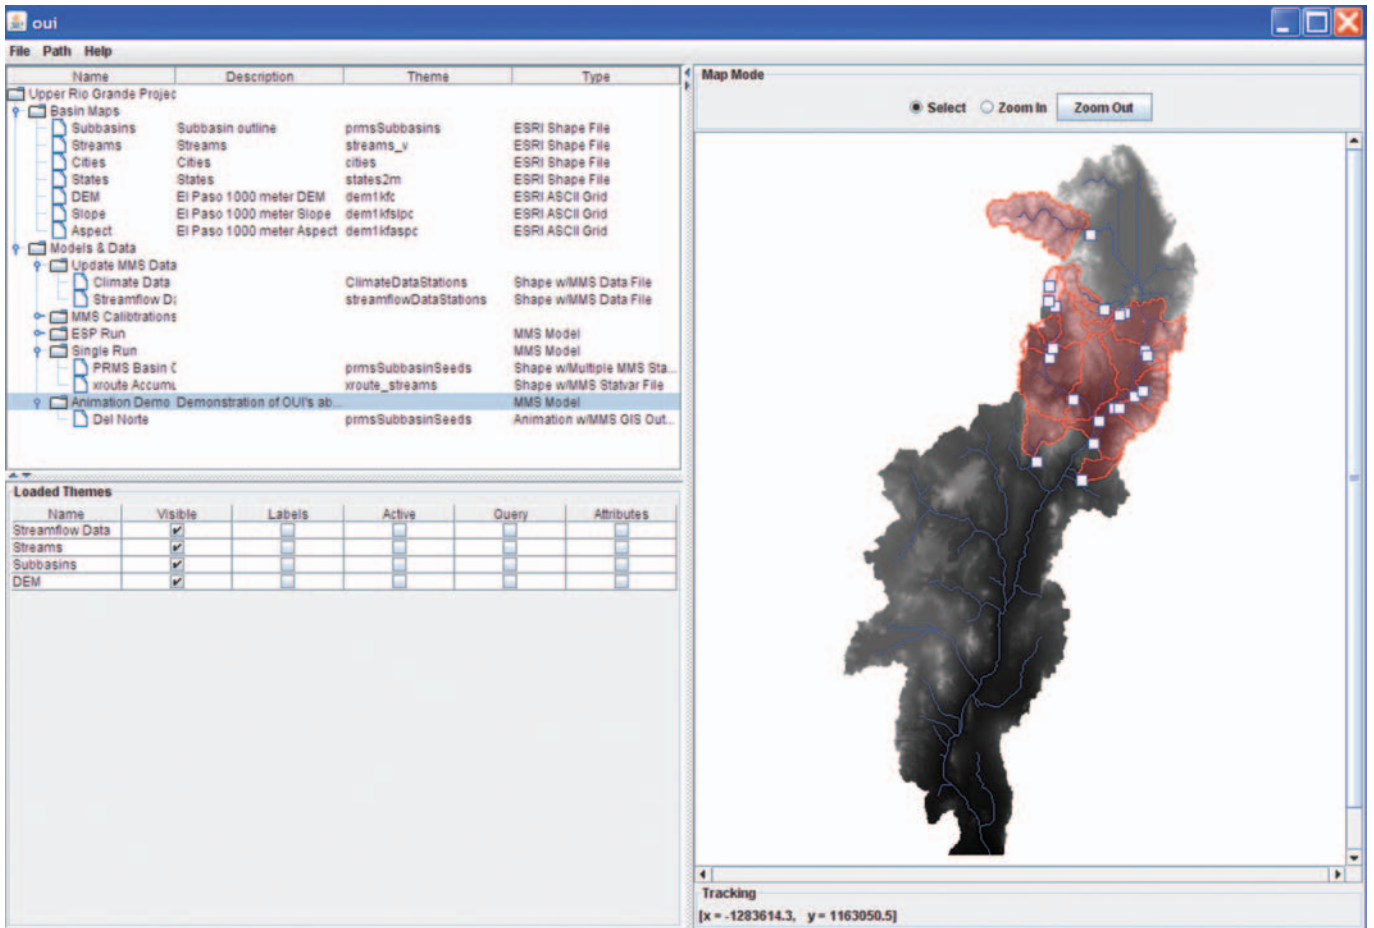 oui
File Path Help
Name Description Theme Type
Upper Rio Grande Projec
Basin Maps
Subbasins Subbasin outline prmsSubbasins ESRI Shape File
Streams Streams streams_v ESRI Shape File
Cities Cities cities ESRI Shape File
States States states2m ESRI Shape File
DEM El Paso 1000 meter DEM dem1kfc ESRI ASCII Grid
Slope El Paso 1000 meter Slope dem1kfslpc ESRI ASCII Grid
Aspect El Paso 1000 meter Aspect dem1kfaspc ESRI ASCII Grid
Models & Data
Update MMS Data
Climate Data ClimateDataStations Shape w/MMS Data File
Streamflow Da streamflowDataStations Shape w/MMS Data File
MMS Calibtrations
ESP Run MMS Model
Single Run MMS Model
PRMS Basin C prmsSubbasinSeeds Shape w/Multiple MMS Sta...
xroute Accumu xroute_streams Shape w/MMS Statvar File
Animation Demo Demonstration of OUI's ab... MMS Model
Del Norte prmsSubbasinSeeds Animation w/MMS GIS Out...
Loaded Themes
Name Visible Labels Active Query Attributes
Streamflow Data
Streams
Subbasins
DEM
Map Mode
Select Zoom In Zoom Out
Tracking
[x = -1283614.3, y = 1163050.5]